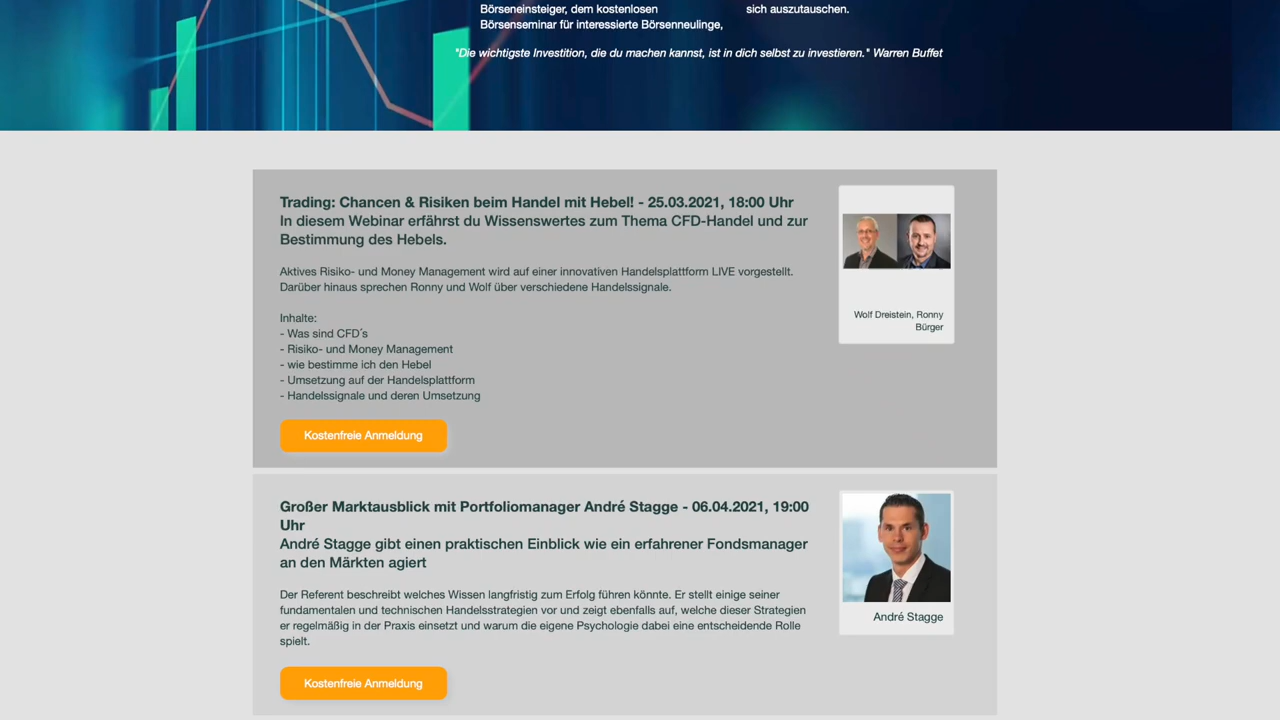 Börseneinsteiger, dem kostenlosen
Börsenseminar für interessierte Börsenneulinge,
sich auszutauschen.
"Die wichtigste Investition, die du machen kannst, ist in dich selbst zu investieren." Warren Buffet
Trading: Chancen & Risiken beim Handel mit Hebel! - 25.03.2021, 18:00 Uhr
In diesem Webinar erfährst du Wissenswertes zum Thema CFD-Handel und zur
Bestimmung des Hebels.
Aktives Risiko- und Money Management wird auf einer innovativen Handelsplattform LIVE vorgestellt.
Darüber hinaus sprechen Ronny und Wolf über verschiedene Handelssignale.
Inhalte:
- Was sind CFD´s
- Risiko- und Money Management
- wie bestimme ich den Hebel
- Umsetzung auf der Handelsplattform
- Handelssignale und deren Umsetzung
Kostenfreie Anmeldung
Wolf Dreistein, Ronny
Bürger
Großer Marktausblick mit Portfoliomanager André Stagge - 06.04.2021, 19:00
Uhr
André Stagge gibt einen praktischen Einblick wie ein erfahrener Fondsmanager
an den Märkten agiert
Der Referent beschreibt welches Wissen langfristig zum Erfolg führen könnte. Er stellt einige seiner
fundamentalen und technischen Handelsstrategien vor und zeigt ebenfalls auf, welche dieser Strategien
er regelmäßig in der Praxis einsetzt und warum die eigene Psychologie dabei eine entscheidende Rolle
spielt.
Kostenfreie Anmeldung
André Stagge